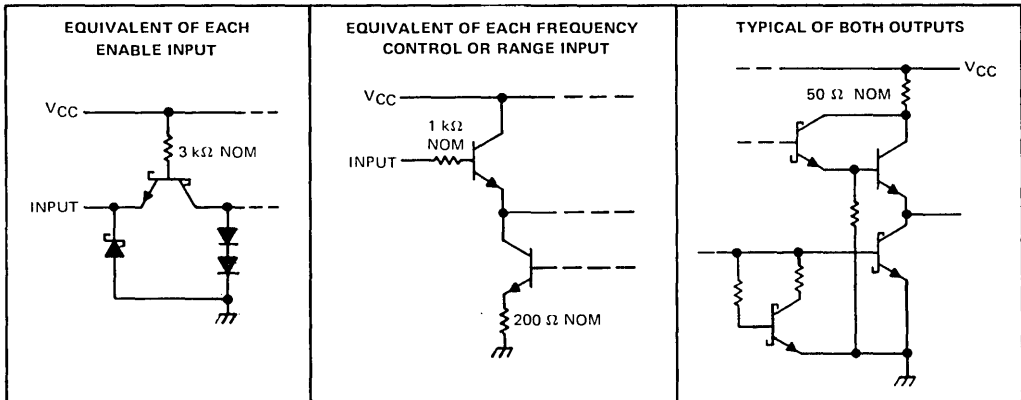 EQUIVALENT OF EACH
ENABLE INPUT
VCC
3 kΩ NOM
INPUT
EQUIVALENT OF EACH FREQUENCY
CONTROL OR RANGE INPUT
VCC
1 kΩ
NOM
INPUT
200 Ω NOM
TYPICAL OF BOTH OUTPUTS
VCC
50 Ω NOM